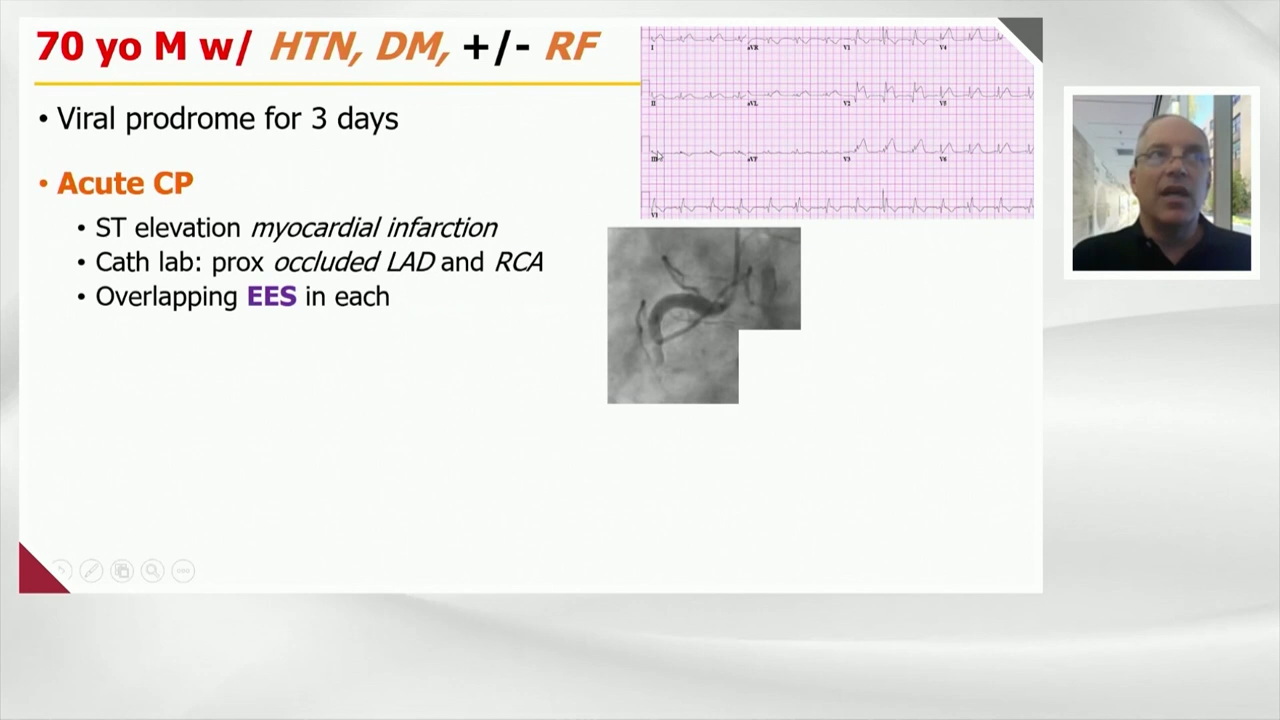 70 yo M w/ HTN, DM, +/- RF
• Viral prodrome for 3 days
• Acute CP
• ST elevation myocardial infarction
• Cath lab: prox occluded LAD and RCA
• Overlapping EES in each
I aVR V1 V4
II aVL V2 V5
III aVF V3 V6